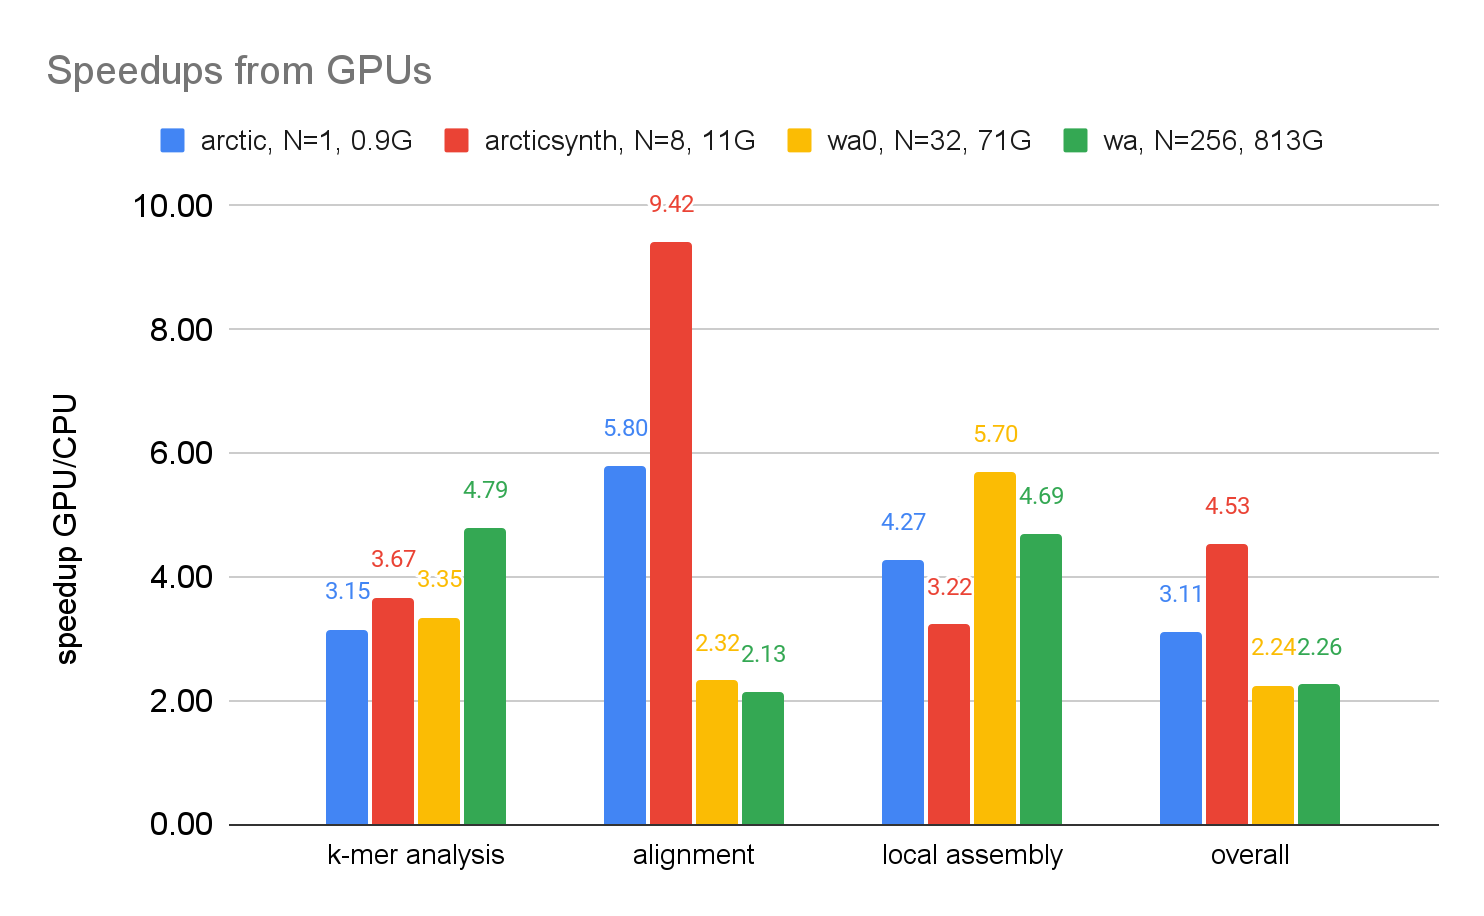 Speedups from GPUs
arctic, N=1, 0.9G arcticsynth, N=8, 11G wa0, N=32, 71G wa, N=256, 813G
speedup GPU/CPU
10.00
8.00
6.00
4.00
2.00
0.00
3.15 3.67 3.35 4.79
5.80 9.42 2.32 2.13
4.27 3.22 5.70 4.69
3.11 4.53 2.24 2.26
k-mer analysis alignment local assembly overall